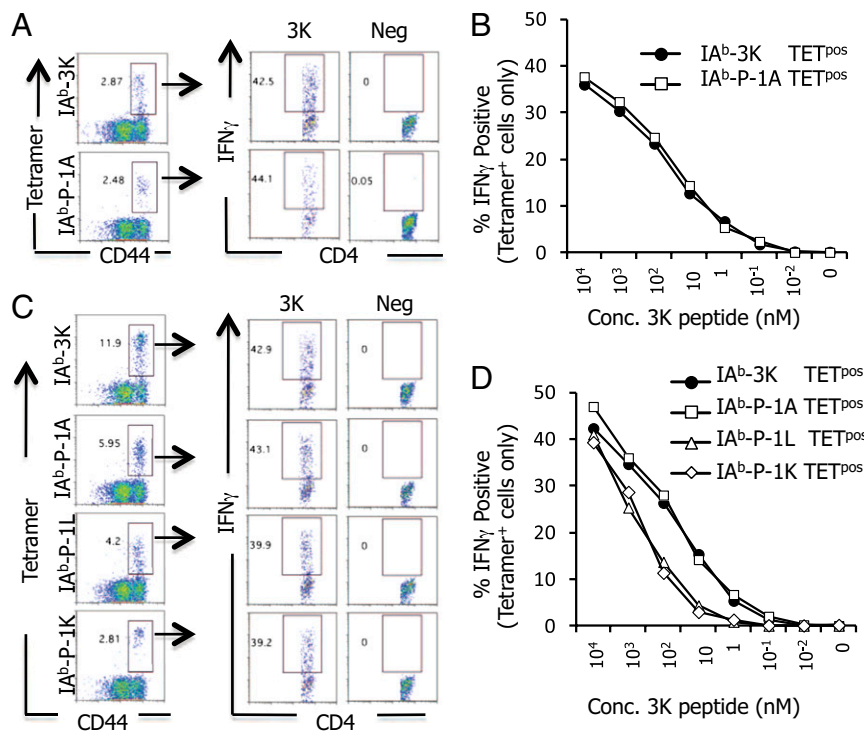 A
3K
Neg
Tetramer
IAᵇ-3K
2.87
42.5
0
IAᵇ-P-1A
2.48
44.1
0.05
IFNγ
CD44
CD4
B
IAᵇ-3K TETᵖᵒˢ
IAᵇ-P-1A TETᵖᵒˢ
% IFNγ Positive
(Tetramer⁺ cells only)
50
40
30
20
10
0
10⁴
10³
10²
10
1
10⁻¹
10⁻²
0
Conc. 3K peptide (nM)
C
3K
Neg
Tetramer
IAᵇ-3K
11.9
42.9
0
IAᵇ-P-1A
5.95
43.1
0
IAᵇ-P-1L
4.2
39.9
0
IAᵇ-P-1K
2.81
39.2
0
IFNγ
CD44
CD4
D
IAᵇ-3K TETᵖᵒˢ
IAᵇ-P-1A TETᵖᵒˢ
IAᵇ-P-1L TETᵖᵒˢ
IAᵇ-P-1K TETᵖᵒˢ
% IFNγ Positive
(Tetramer⁺ cells only)
50
40
30
20
10
0
10⁴
10³
10²
10
1
10⁻¹
10⁻²
0
Conc. 3K peptide (nM)